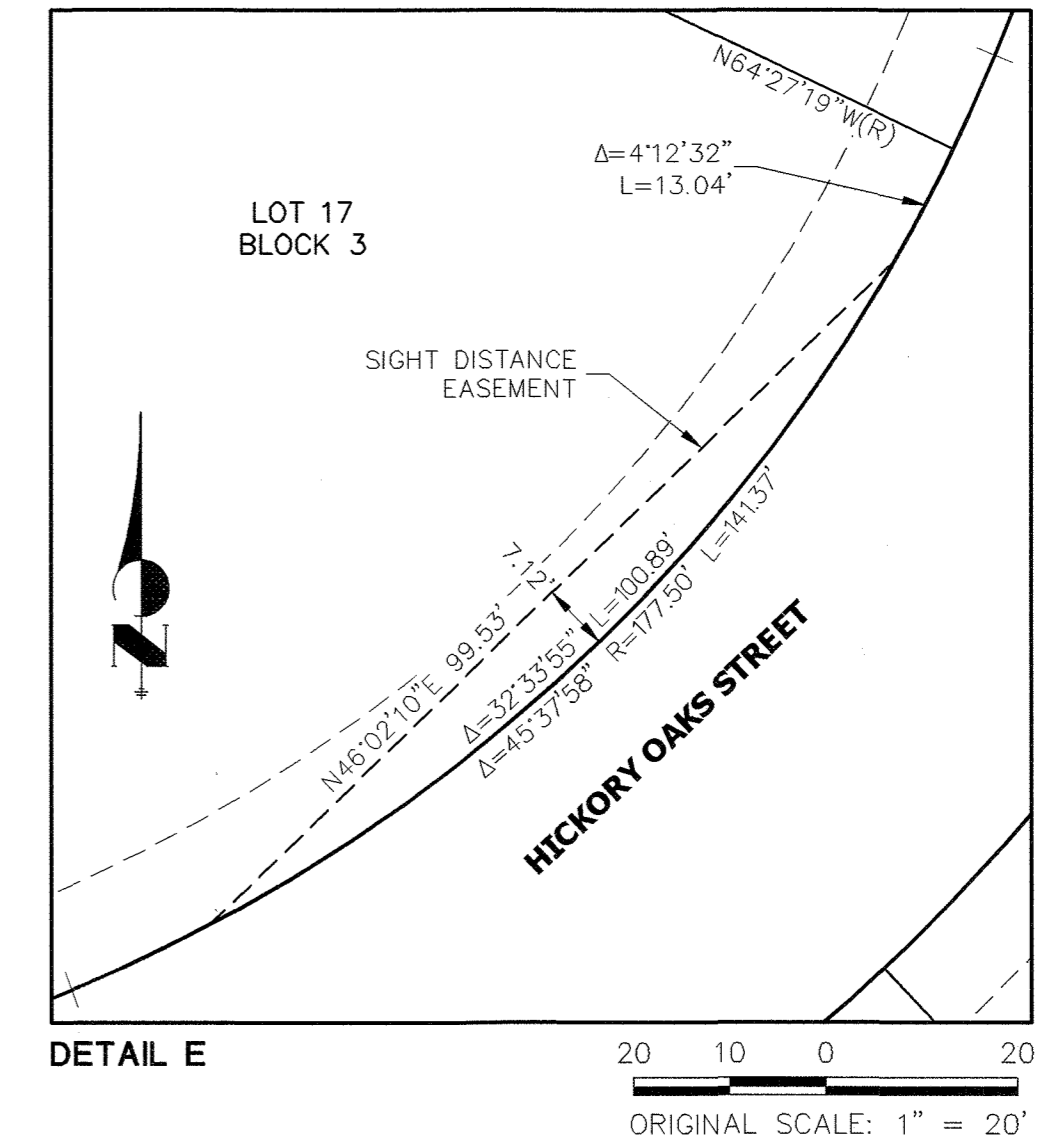 N64°27'19"W(R)
Δ=4°12'32"
L=13.04'
LOT 17
BLOCK 3
SIGHT DISTANCE
EASEMENT
7.12'
N46°02'10"E 99.53'
Δ=32°33'55" L=100.89'
Δ=45°37'58" R=177.50' L=141.37'
HICKORY OAKS STREET
N
DETAIL E
20 10 0 20
ORIGINAL SCALE: 1" = 20'